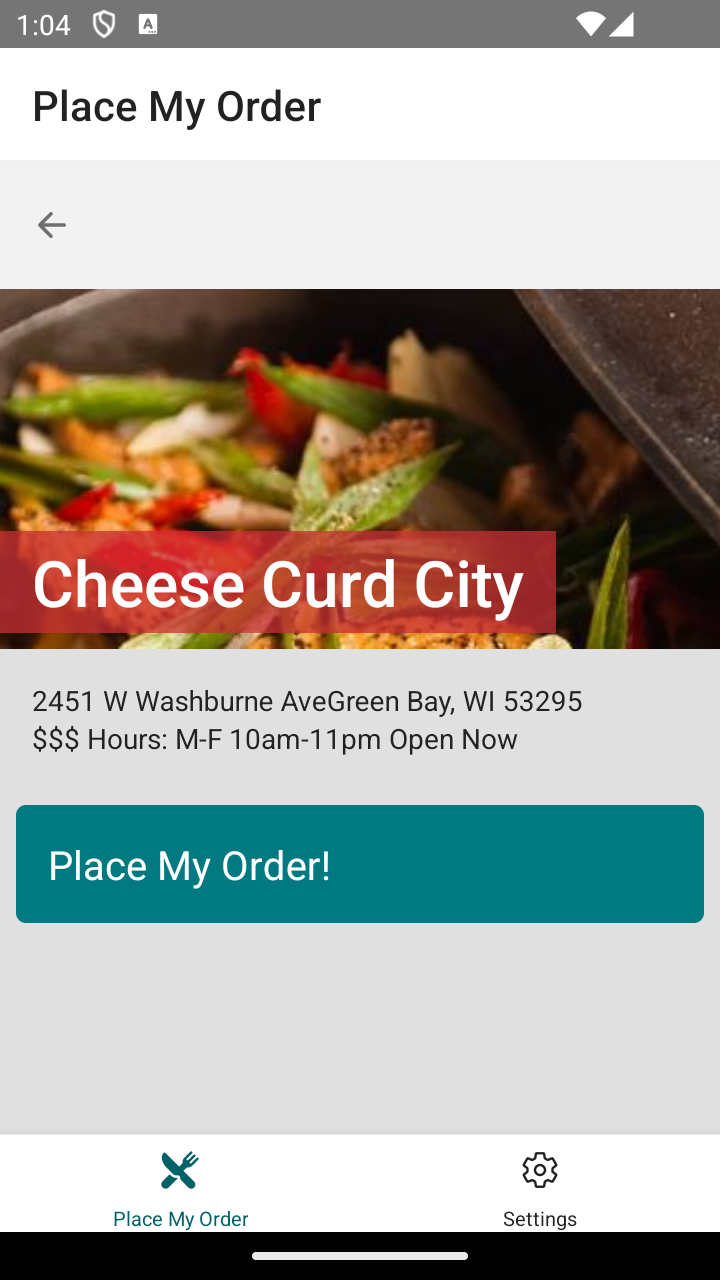 1:04
Place My Order
Cheese Curd City
2451 W Washburne AveGreen Bay, WI 53295
$$$ Hours: M-F 10am-11pm Open Now
Place My Order!
Place My Order
Settings